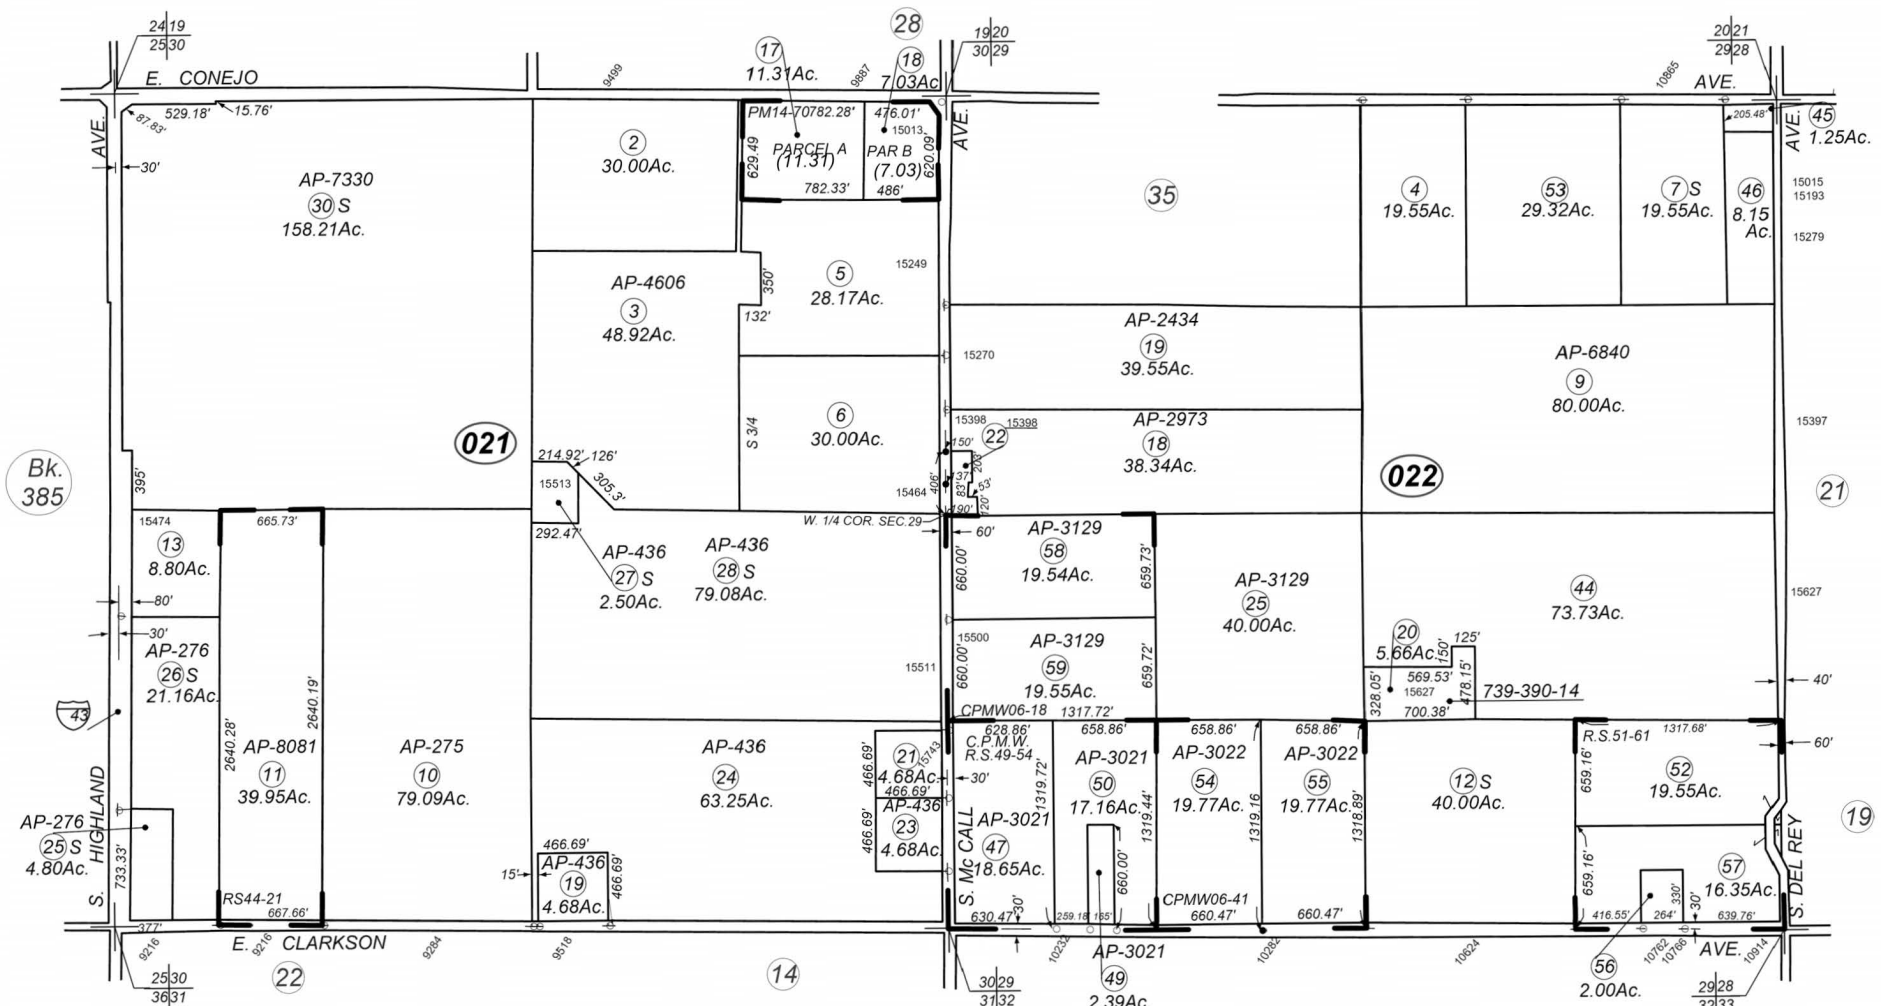 24|19
25|30
28
19|20
30|29
20|21
29|28
E. CONEJO
AVE.
9499
9887
10865
17
11.31Ac.
18
7.03Ac
AVE.
529.18'
15.76'
87.83'
30'
AP-7330
30 S
158.21Ac.
2
30.00Ac.
PM14-70
782.28'
476.01'
15013
629.49
PARCEL A
(11.31)
PAR B
(7.03)
620.09'
782.33'
486'
AVE.
35
4
19.55Ac.
53
29.32Ac.
7 S
19.55Ac.
205.48'
45
1.25Ac.
AVE.
46
8.15
Ac.
15015
15193
15279
AP-4606
3
48.92Ac.
350'
132'
5
28.17Ac.
15249
AP-2434
19
39.55Ac.
15270
AP-6840
9
80.00Ac.
15397
021
S 3/4
6
30.00Ac.
15398
15398
22
AP-2973
18
38.34Ac.
022
21
Bk.
385
395'
214.92'
126'
305.3'
15513
292.47'
15464
150'
203'
137'
406'
83'
53'
120'
190'
W. 1/4 COR. SEC.29
60'
15474
13
8.80Ac.
665.73'
AP-436
27 S
2.50Ac.
AP-436
28 S
79.08Ac.
AP-3129
58
19.54Ac.
660.00'
659.73'
AP-3129
25
40.00Ac.
44
73.73Ac.
15627
80'
30'
AP-276
26 S
21.16Ac.
43
2640.28'
2640.19'
15500
15511
AP-3129
59
19.55Ac.
660.00'
659.72'
20
5.66Ac.
150'
125'
328.05'
569.53'
15627
478.15'
700.38'
739-390-14
40'
CPMW06-18
1317.72'
AP-8081
11
39.95Ac.
AP-275
10
79.09Ac.
AP-436
24
63.25Ac.
466.69'
21
4.68Ac.
15743
466.69'
AP-436
23
4.68Ac.
466.69'
628.86'
C.P.M.W.
R.S.49-54
30'
1319.72'
658.86'
AP-3021
50
17.16Ac.
1319.44'
658.86'
AP-3022
54
19.77Ac.
1319.16
658.86'
AP-3022
55
19.77Ac.
1318.89'
12 S
40.00Ac.
R.S.51-61
1317.68'
659.16'
52
19.55Ac.
60'
19
AP-276
25 S
4.80Ac.
S. HIGHLAND
733.33'
RS44-21
667.66'
377'
466.69'
15'
AP-436
19
4.68Ac.
466.69'
S. Mc CALL
AP-3021
47
18.65Ac.
630.47'
30'
259.18'
165'
660.00'
CPMW06-41
660.47'
660.47'
659.16'
57
16.35Ac.
330'
30'
416.55'
264'
639.76'
S. DEL REY
E. CLARKSON
AVE.
9216
9216
9284
9518
10232
10282
10624
10762
10766
10914
25|30
36|31
22
14
30|29
31|32
AP-3021
49
2.39Ac.
56
2.00Ac.
29|28
32|33